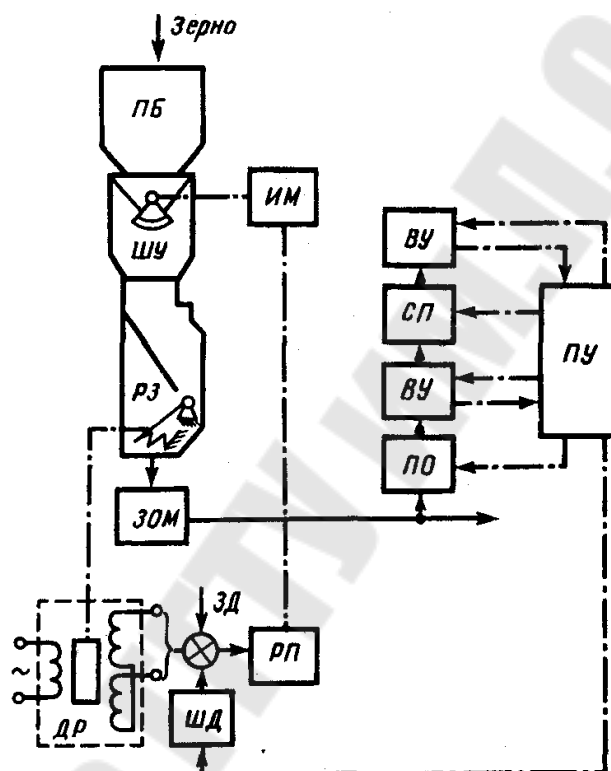 Зерно
ПБ
ИМ
ШУ
ВУ
СП
ПУ
РЗ
ВУ
ПО
ЗОМ
ЗД
РП
~
ДР
ШД